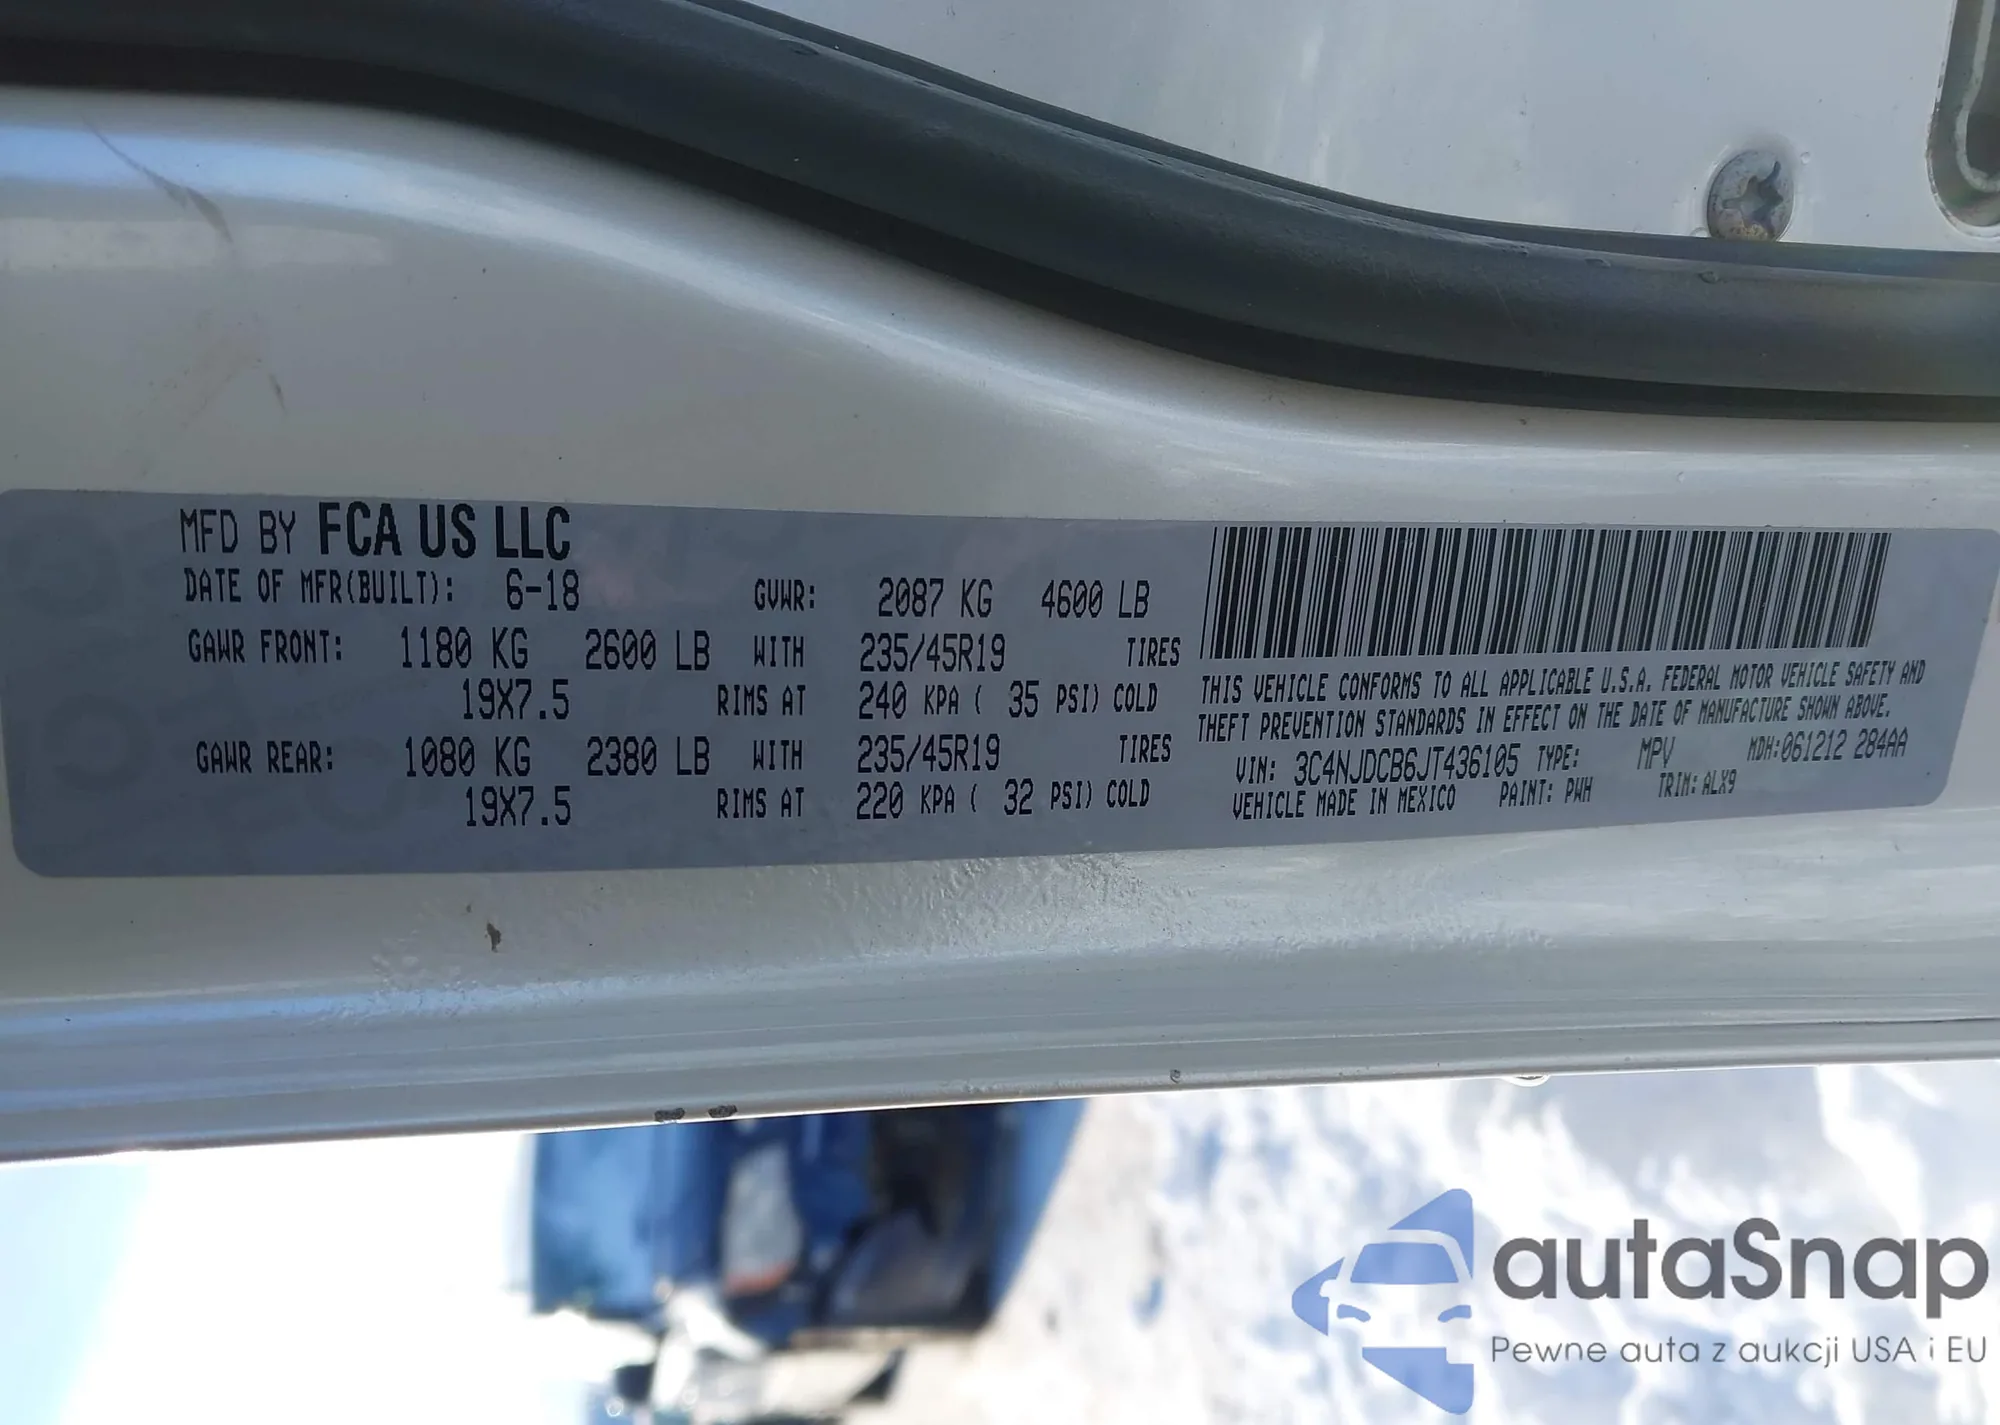 MFD BY FCA US LLC
DATE OF MFR(BUILT): 6-18 GVWR: 2087 KG 4600 LB
GAWR FRONT: 1180 KG 2600 LB WITH 235/45R19 TIRES
19X7.5 RIMS AT 240 KPA ( 35 PSI) COLD
GAWR REAR: 1080 KG 2380 LB WITH 235/45R19 TIRES
19X7.5 RIMS AT 220 KPA ( 32 PSI) COLD
THIS VEHICLE CONFORMS TO ALL APPLICABLE U.S.A. FEDERAL MOTOR VEHICLE SAFETY AND
THEFT PREVENTION STANDARDS IN EFFECT ON THE DATE OF MANUFACTURE SHOWN ABOVE.
VIN: 3C4NJDCB6JT436105 TYPE: MPV MDH:061212 284AA
VEHICLE MADE IN MEXICO PAINT: PWH TRIM: ALX9
autaSnap
Pewne auta z aukcji USA i EU